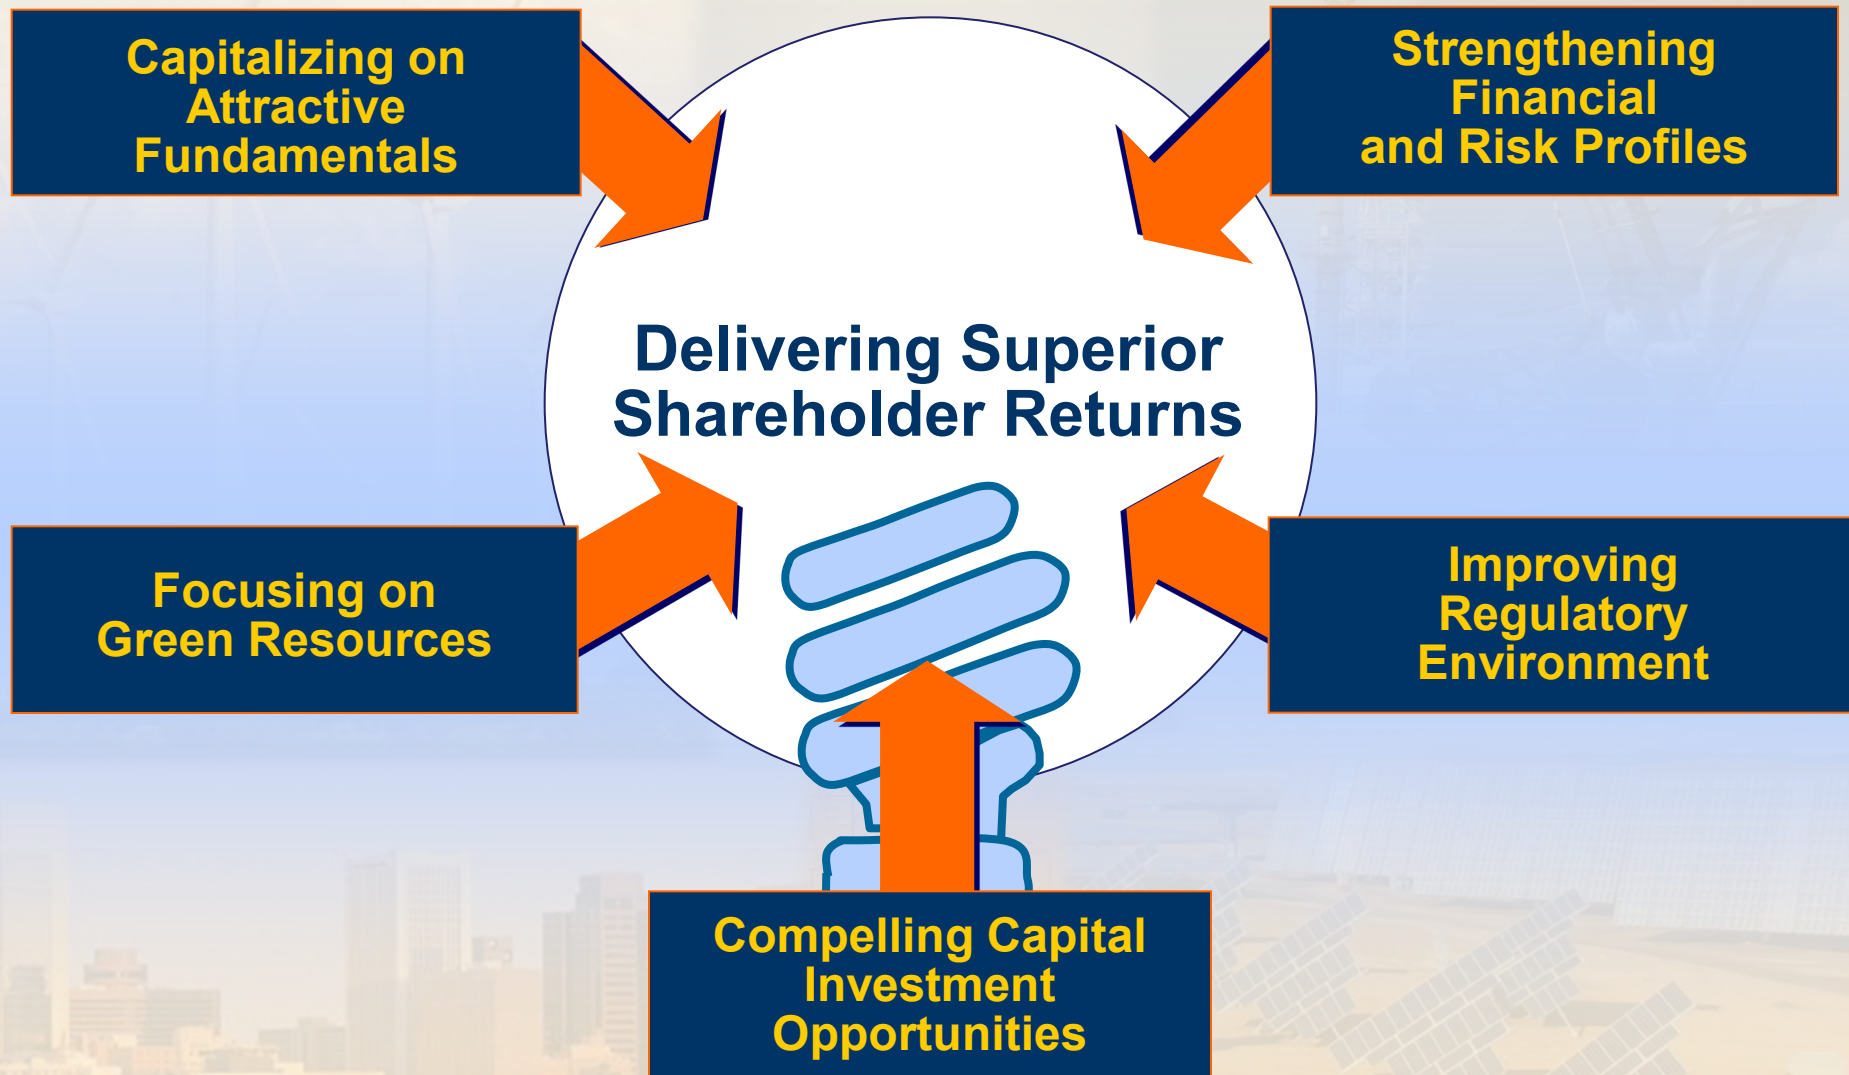 Capitalizing on
Attractive
Fundamentals
Strengthening
Financial
and Risk Profiles
Delivering Superior
Shareholder Returns
Focusing on
Green Resources
Improving
Regulatory
Environment
Compelling Capital
Investment
Opportunities